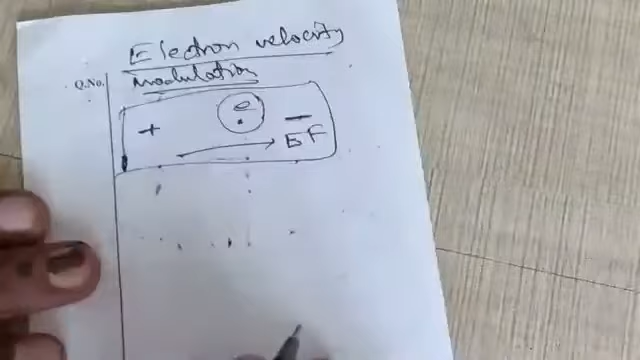 Electron velocity
modulation
Q.No.
e
+ −
EF